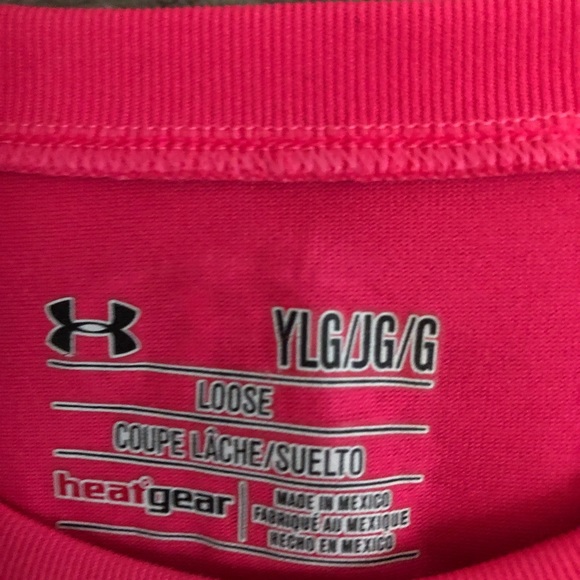 YLG/JG/G
LOOSE
COUPE LÂCHE/SUELTO
heatgear
MADE IN MEXICO
FABRIQUÉ AU MEXIQUE
HECHO EN MEXICO